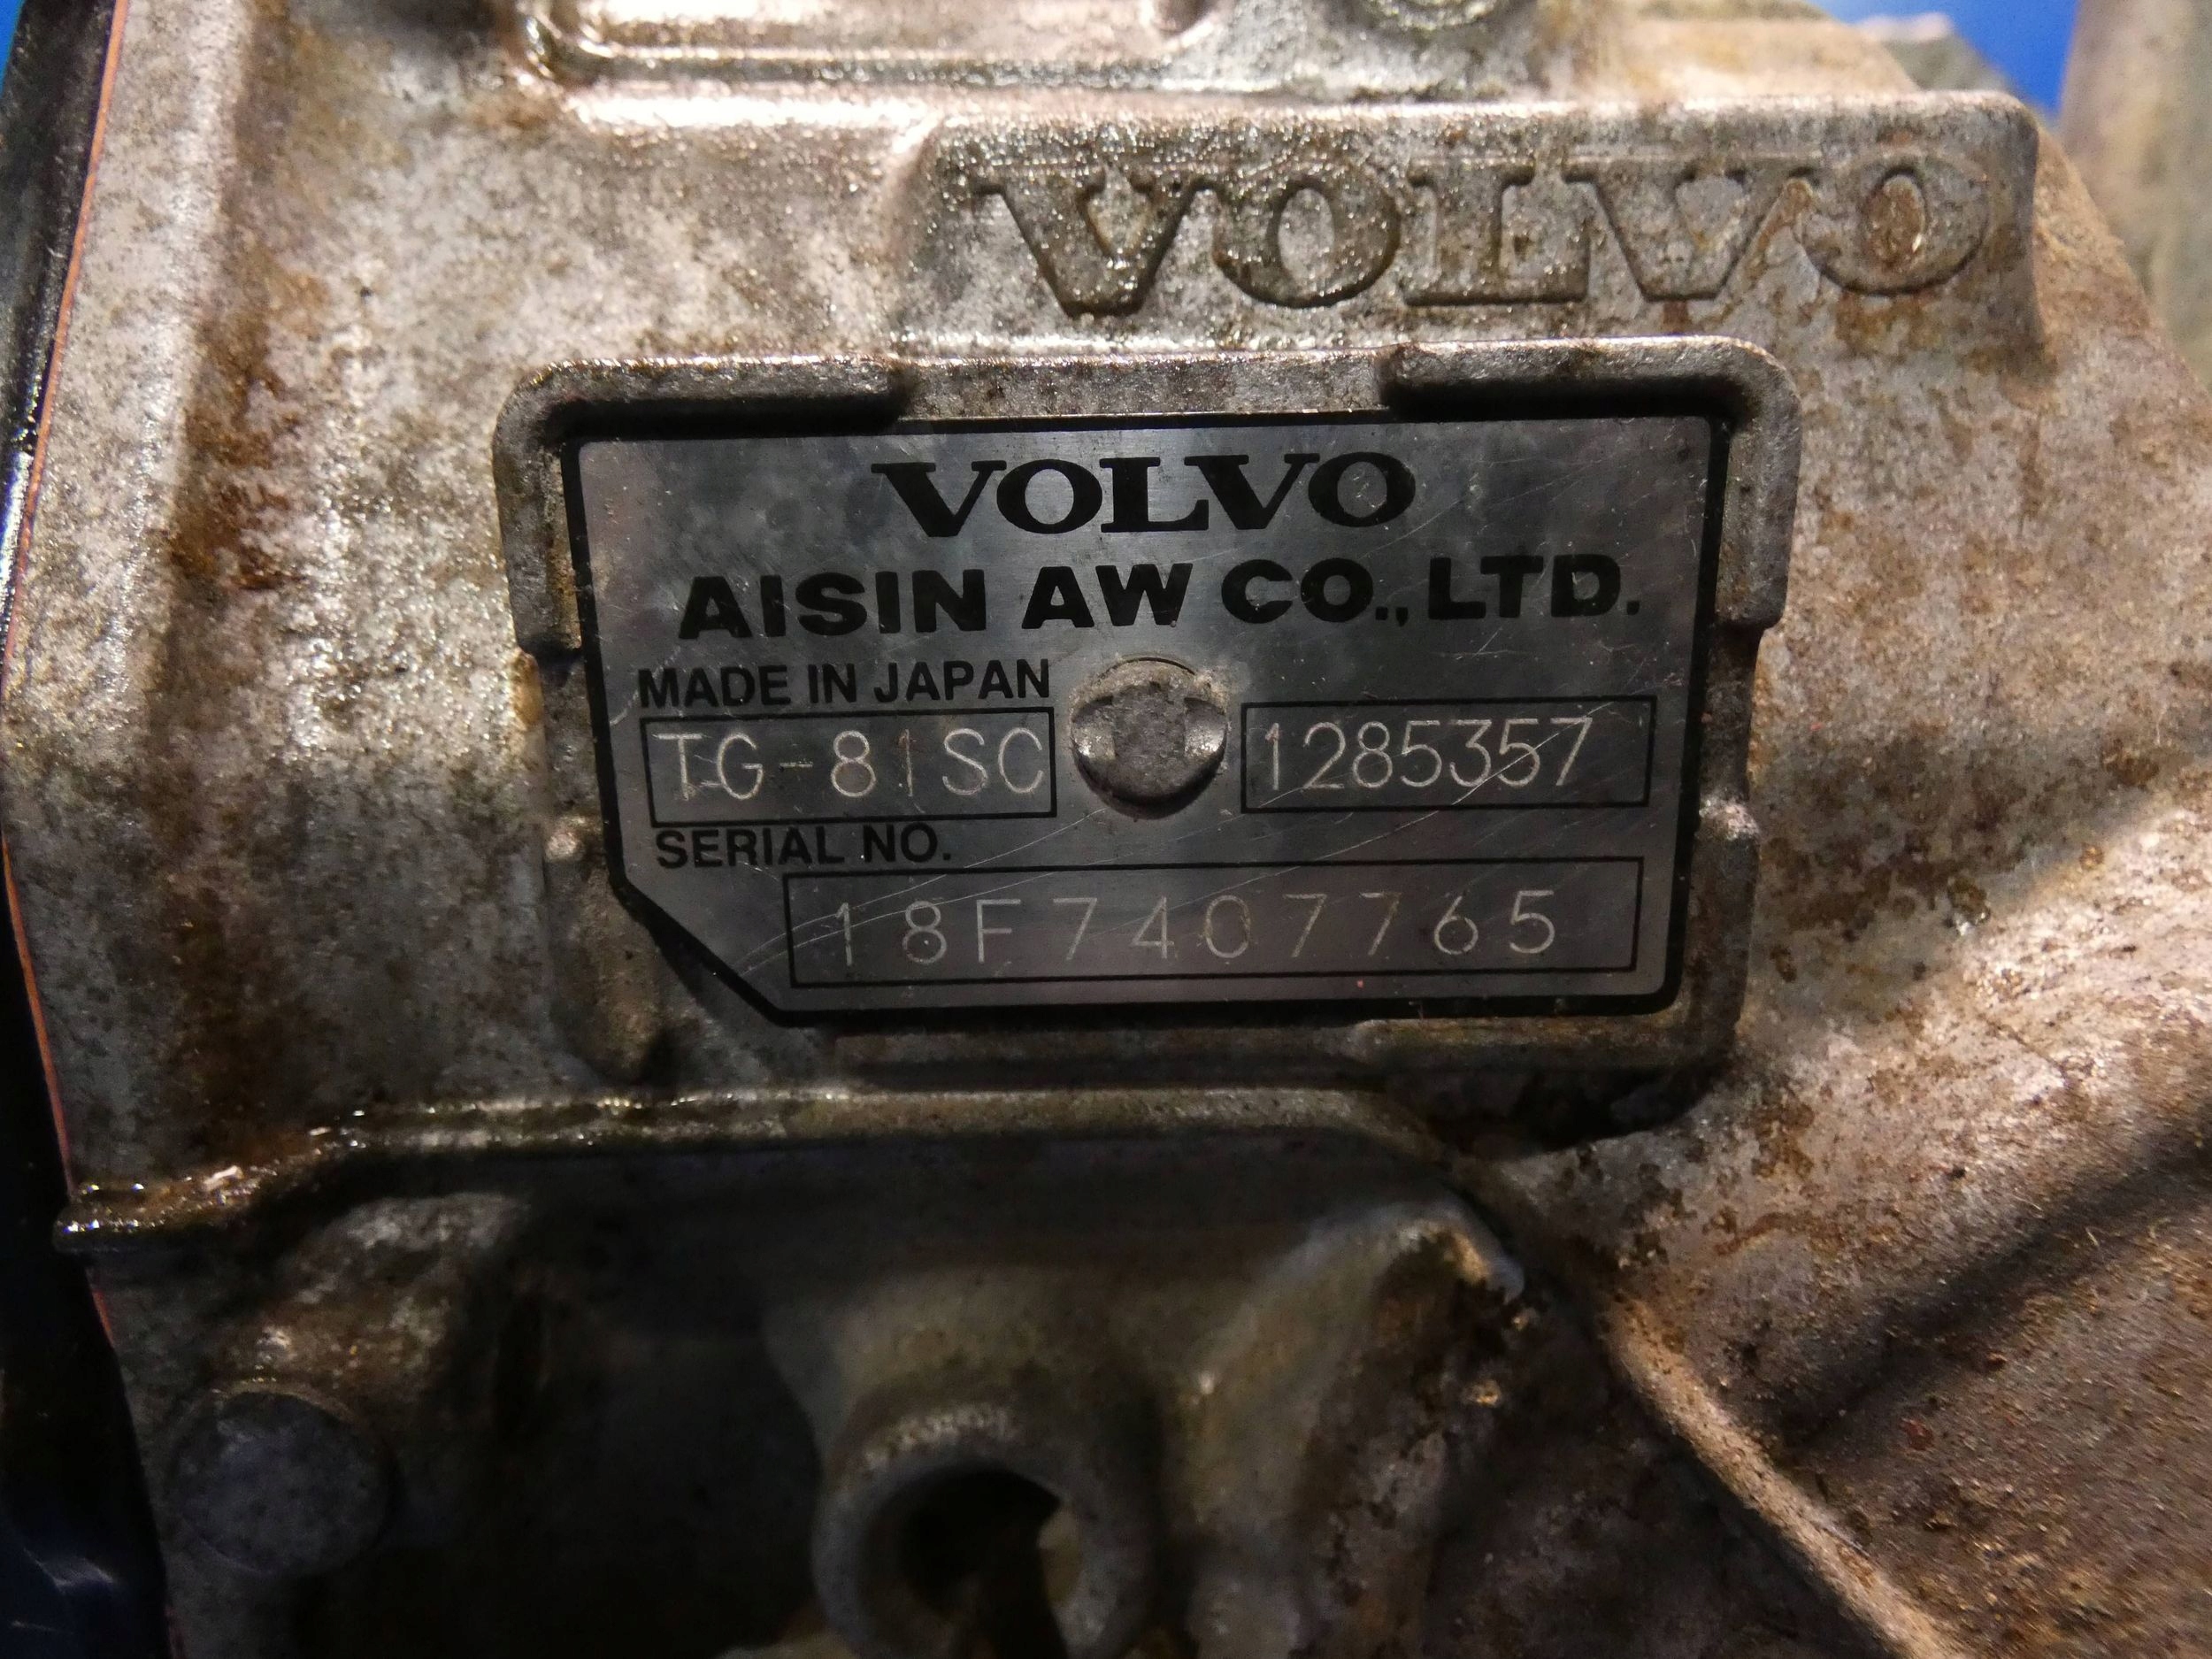 VOLVO
VOLVO
AISIN AW CO., LTD.
MADE IN JAPAN
TG-81SC 1285357
SERIAL NO.
18F7407765